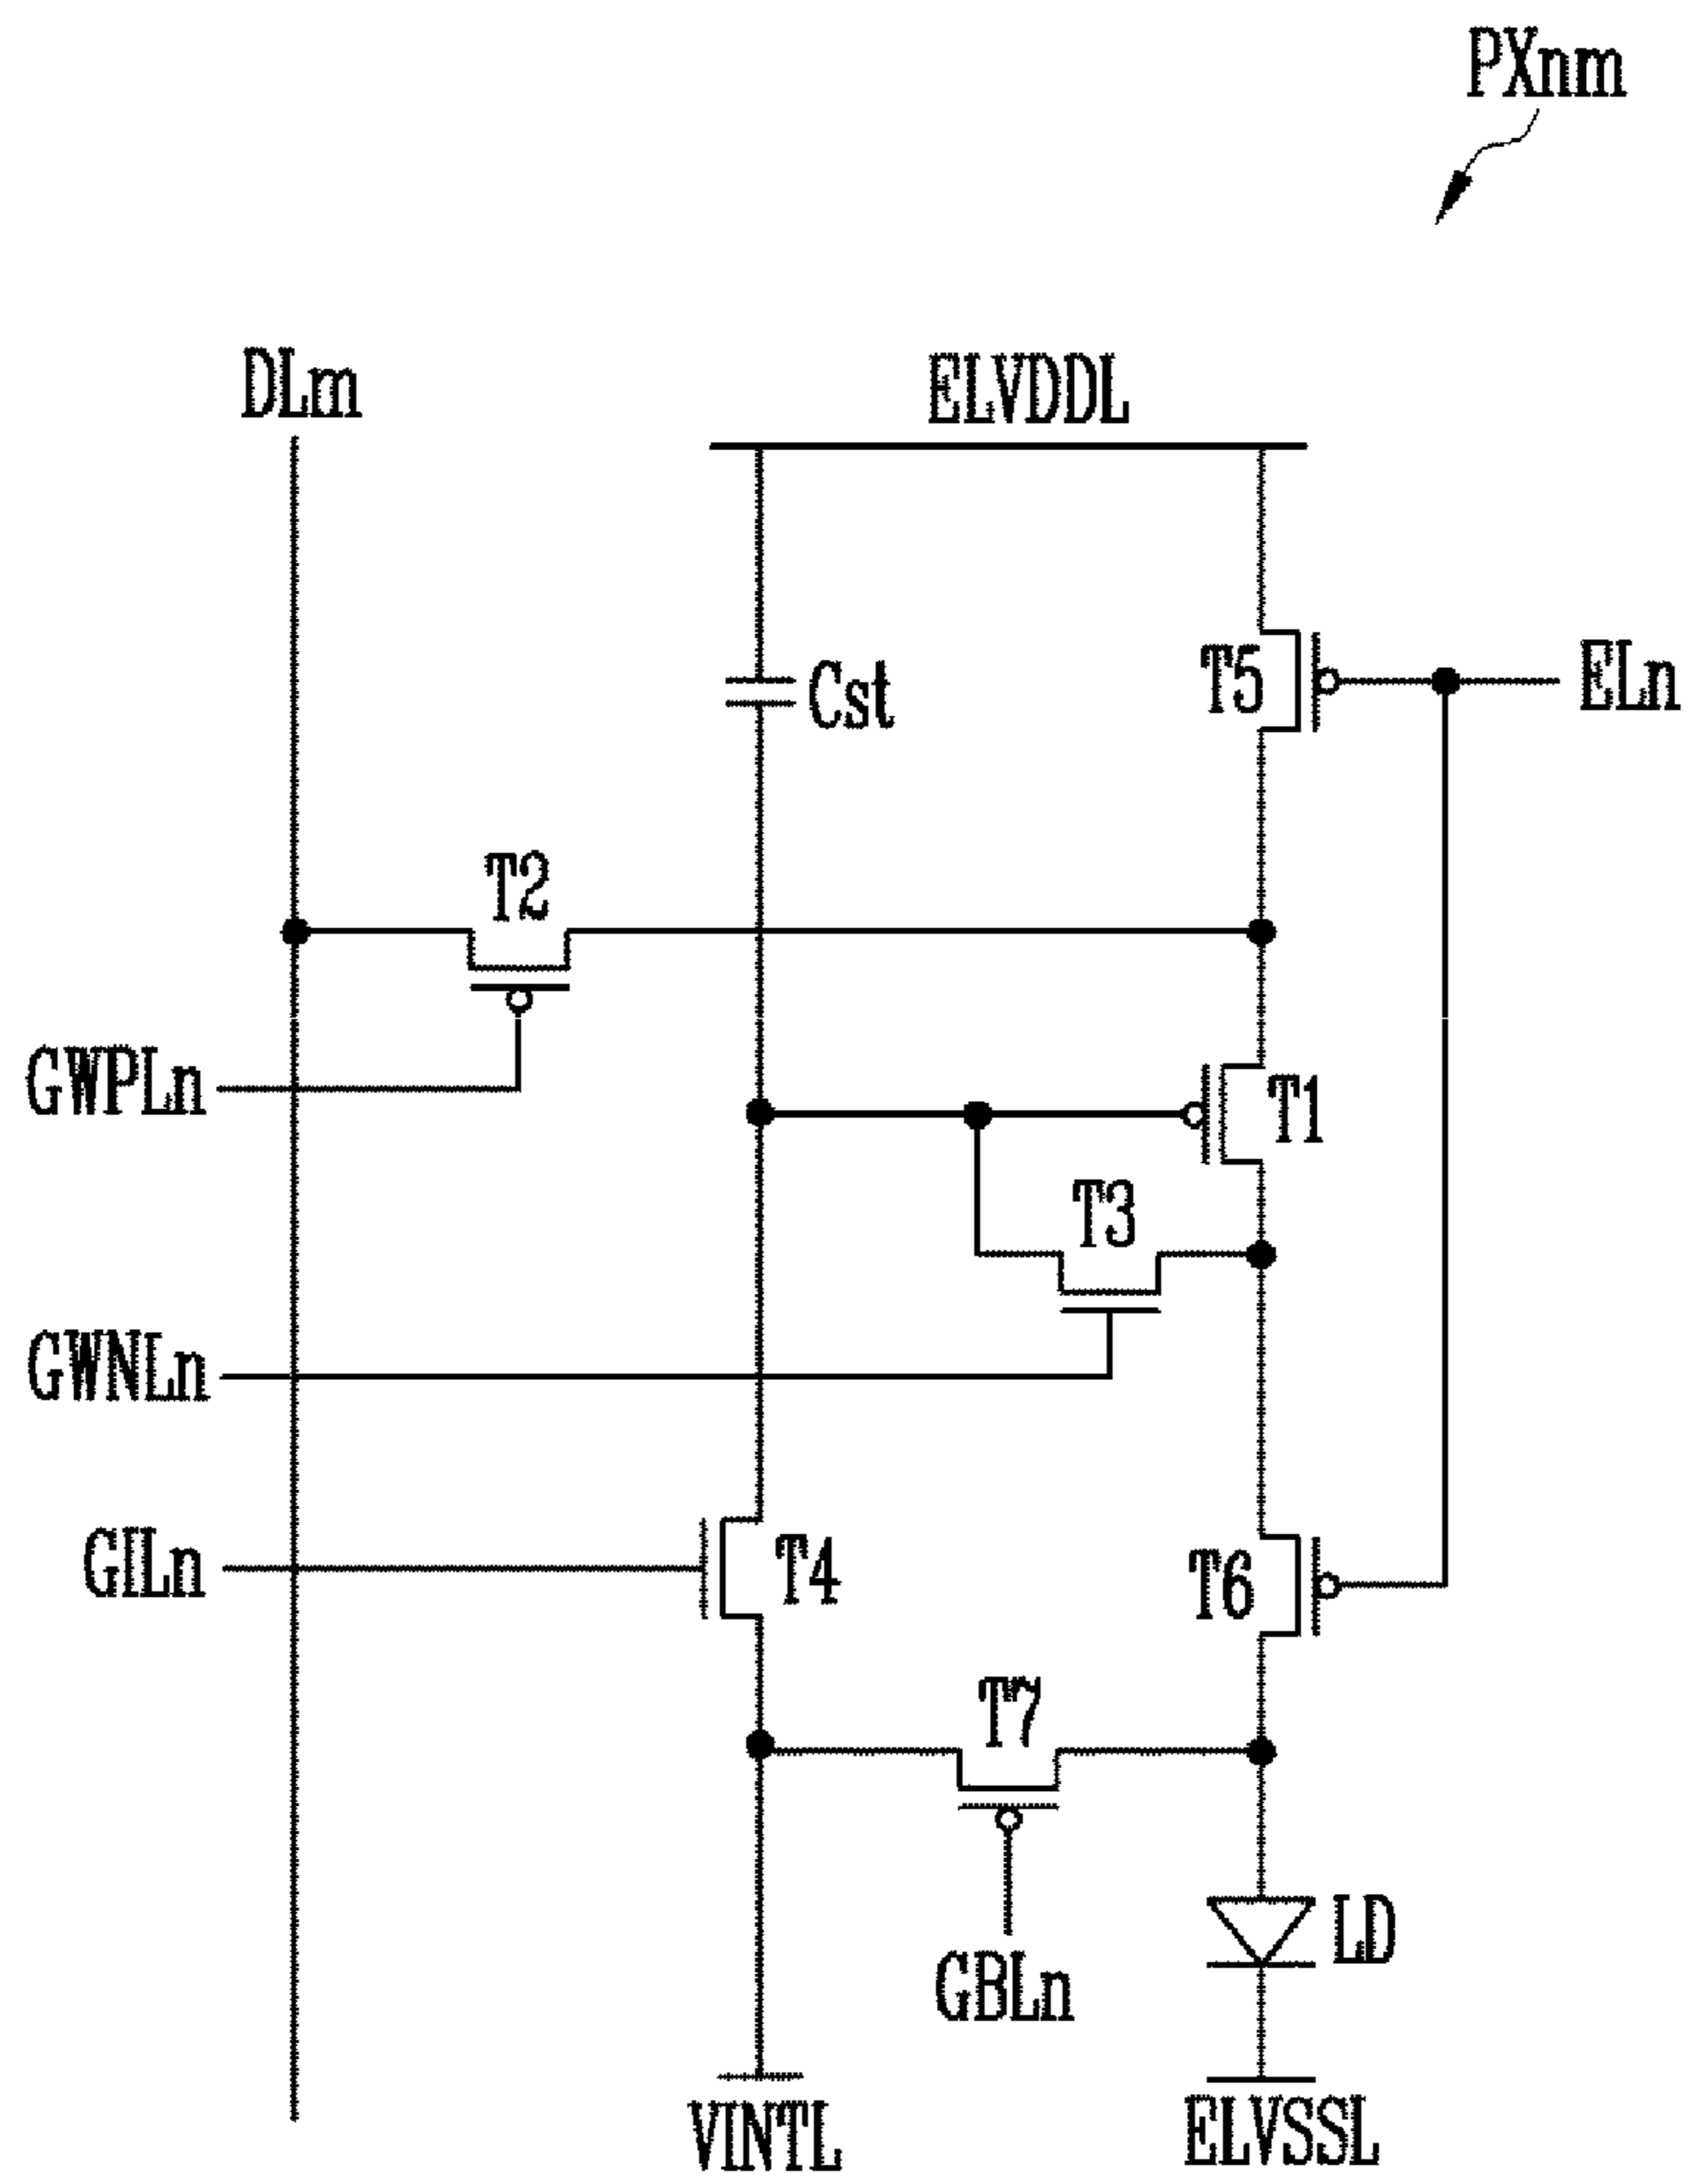 PXnm
DLm
ELVDDL
Cst
T5
ELn
T2
GWPLn
T1
T3
GWNLn
GILn
T4
T6
T7
LD
GBLn
VINTL
ELVSSL